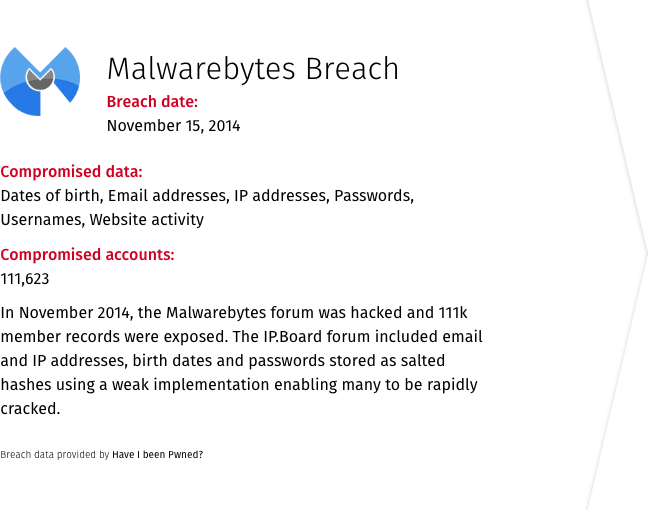 Malwarebytes Breach
Breach date:
November 15, 2014
Compromised data:
Dates of birth, Email addresses, IP addresses, Passwords,
Usernames, Website activity
Compromised accounts:
111,623
In November 2014, the Malwarebytes forum was hacked and 111k
member records were exposed. The IP.Board forum included email
and IP addresses, birth dates and passwords stored as salted
hashes using a weak implementation enabling many to be rapidly
cracked.
Breach data provided by Have I been Pwned?